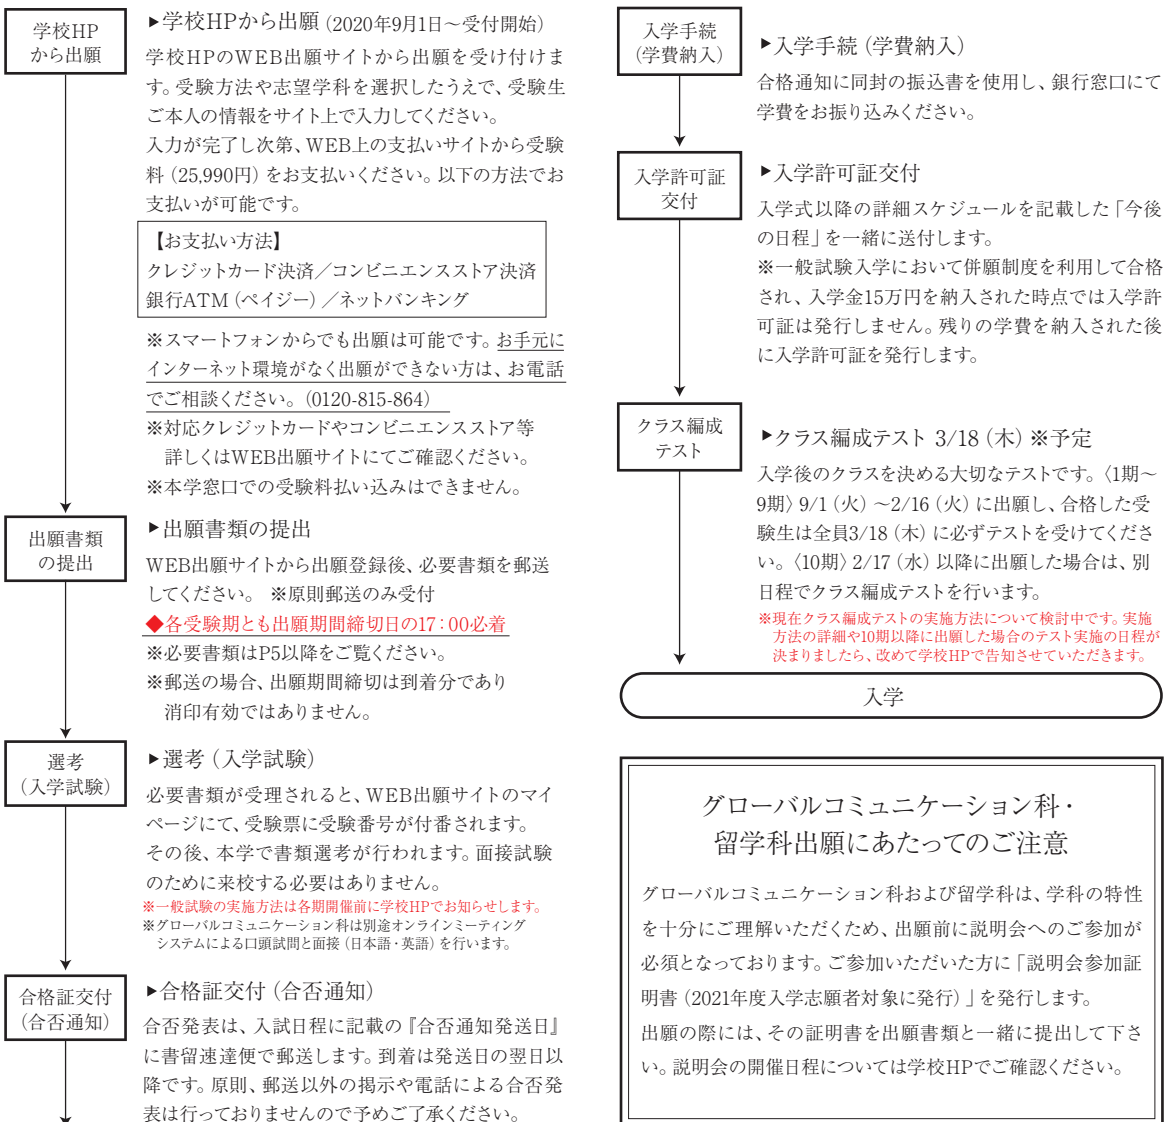 学校HP
から出願
▶学校HPから出願（2020年9月1日～受付開始）
学校HPのWEB出願サイトから出願を受け付けま
す。受験方法や志望学科を選択したうえで、受験生
ご本人の情報をサイト上で入力してください。
入力が完了し次第、WEB上の支払いサイトから受験
料（25,990円）をお支払いください。以下の方法でお
支払いが可能です。
【お支払い方法】
クレジットカード決済／コンビニエンスストア決済
銀行ATM（ペイジー）／ネットバンキング
※スマートフォンからでも出願は可能です。お手元に
インターネット環境がなく出願ができない方は、お電話
でご相談ください。（0120-815-864）
※対応クレジットカードやコンビニエンスストア等
詳しくはWEB出願サイトにてご確認ください。
※本学窓口での受験料払い込みはできません。
出願書類
の提出
▶出願書類の提出
WEB出願サイトから出願登録後、必要書類を郵送
してください。 ※原則郵送のみ受付
◆各受験期とも出願期間締切日の17：00必着
※必要書類はP5以降をご覧ください。
※郵送の場合、出願期間締切は到着分であり
消印有効ではありません。
選考
（入学試験）
▶選考（入学試験）
必要書類が受理されると、WEB出願サイトのマイ
ページにて、受験票に受験番号が付番されます。
その後、本学で書類選考が行われます。面接試験
のために来校する必要はありません。
※一般試験の実施方法は各期開催前に学校HPでお知らせします。
※グローバルコミュニケーション科は別途オンラインミーティング
システムによる口頭試問と面接（日本語・英語）を行います。
合格証交付
（合否通知）
▶合格証交付（合否通知）
合否発表は、入試日程に記載の『合否通知発送日』
に書留速達便で郵送します。到着は発送日の翌日以
降です。原則、郵送以外の掲示や電話による合否発
表は行っておりませんので予めご了承ください。
入学手続
（学費納入）
▶入学手続（学費納入）
合格通知に同封の振込書を使用し、銀行窓口にて
学費をお振り込みください。
入学許可証
交付
▶入学許可証交付
入学式以降の詳細スケジュールを記載した「今後
の日程」を一緒に送付します。
※一般試験入学において併願制度を利用して合格
され、入学金15万円を納入された時点では入学許
可証は発行しません。残りの学費を納入された後
に入学許可証を発行します。
クラス編成
テスト
▶クラス編成テスト 3/18（木）※予定
入学後のクラスを決める大切なテストです。〈1期～
9期〉9/1（火）～2/16（火）に出願し、合格した受
験生は全員3/18（木）に必ずテストを受けてくださ
い。〈10期〉2/17（水）以降に出願した場合は、別
日程でクラス編成テストを行います。
※現在クラス編成テストの実施方法について検討中です。実施
方法の詳細や10期以降に出願した場合のテスト実施の日程が
決まりましたら、改めて学校HPで告知させていただきます。
入学
グローバルコミュニケーション科・
留学科出願にあたってのご注意
グローバルコミュニケーション科および留学科は、学科の特性
を十分にご理解いただくため、出願前に説明会へのご参加が
必須となっております。ご参加いただいた方に「説明会参加証
明書（2021年度入学志願者対象に発行）」を発行します。
出願の際には、その証明書を出願書類と一緒に提出して下さ
い。説明会の開催日程については学校HPでご確認ください。